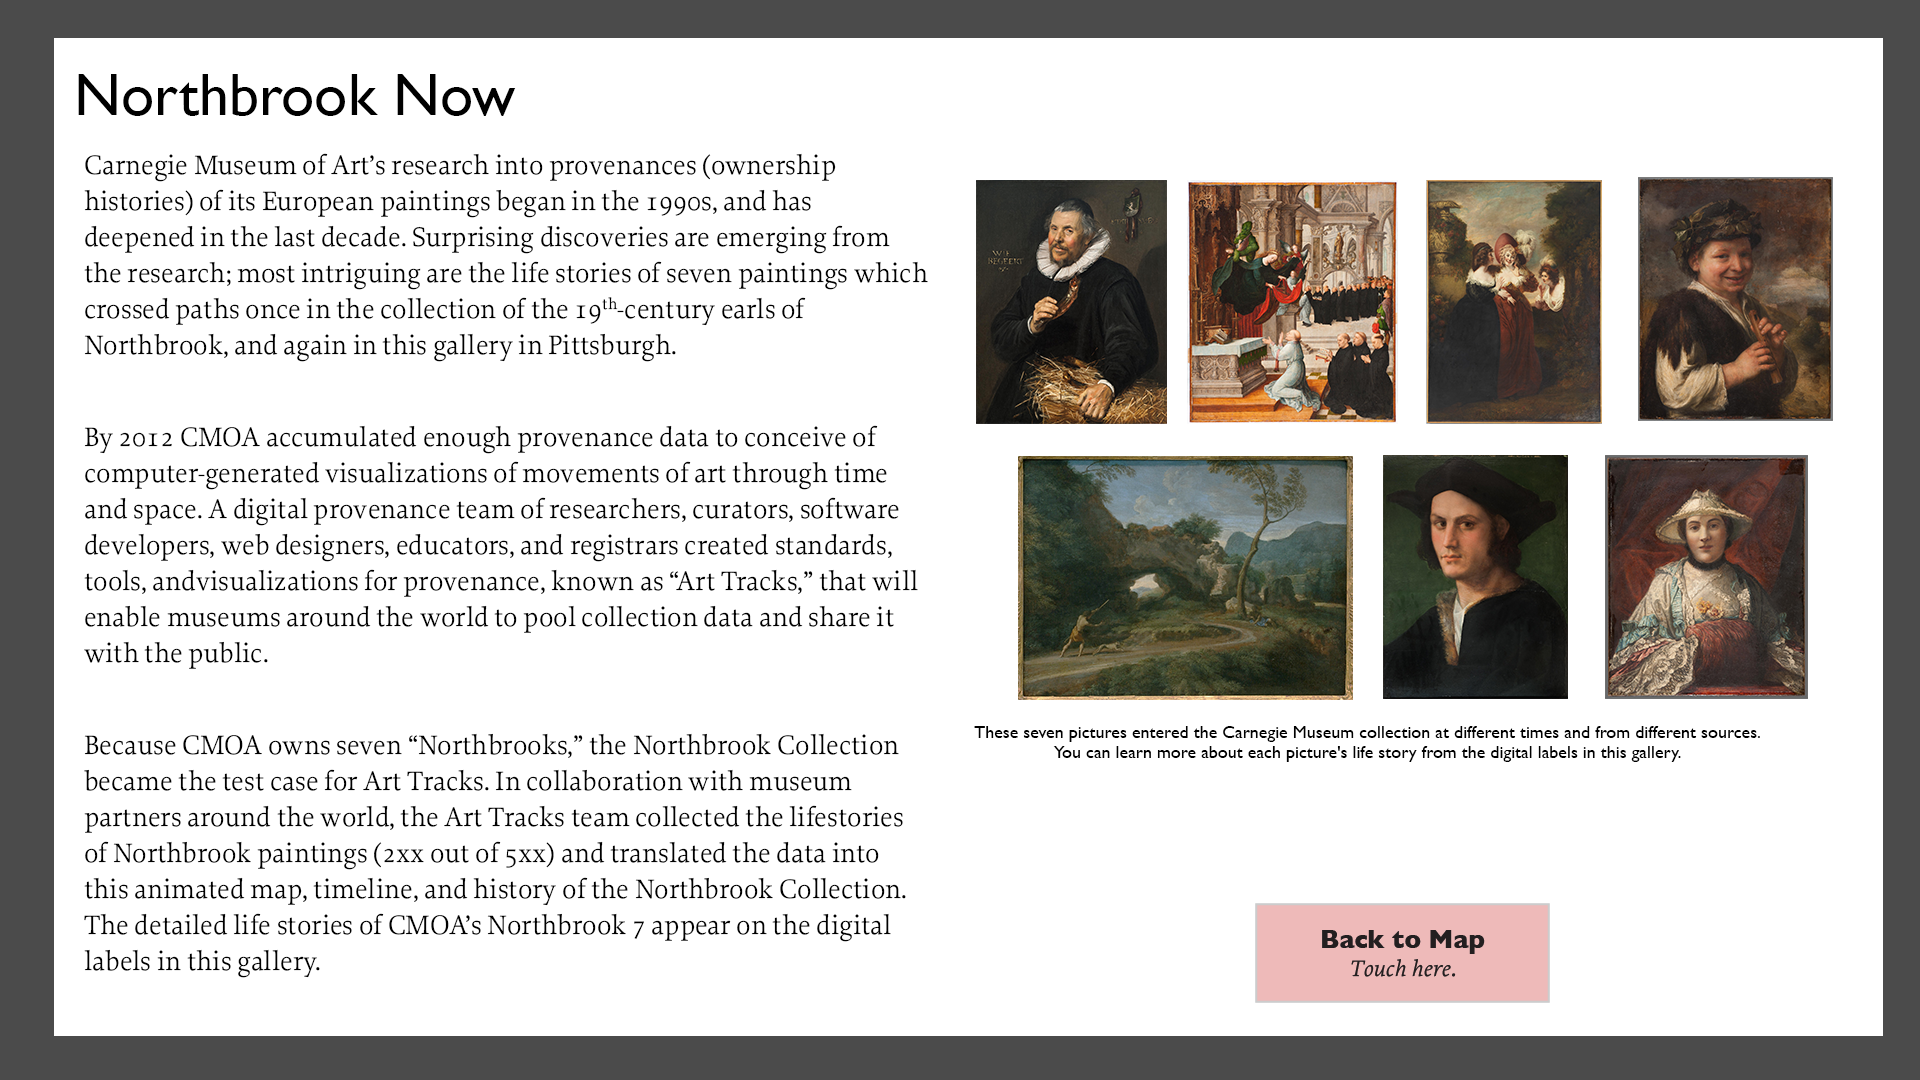 Northbrook Now
Carnegie Museum of Art’s research into provenances (ownership
histories) of its European paintings began in the 1990s, and has
deepened in the last decade. Surprising discoveries are emerging from
the research; most intriguing are the life stories of seven paintings which
crossed paths once in the collection of the 19th-century earls of
Northbrook, and again in this gallery in Pittsburgh.
By 2012 CMOA accumulated enough provenance data to conceive of
computer-generated visualizations of movements of art through time
and space. A digital provenance team of researchers, curators, software
developers, web designers, educators, and registrars created standards,
tools, andvisualizations for provenance, known as “Art Tracks,” that will
enable museums around the world to pool collection data and share it
with the public.
Because CMOA owns seven “Northbrooks,” the Northbrook Collection
became the test case for Art Tracks. In collaboration with museum
partners around the world, the Art Tracks team collected the lifestories
of Northbrook paintings (2xx out of 5xx) and translated the data into
this animated map, timeline, and history of the Northbrook Collection.
The detailed life stories of CMOA’s Northbrook 7 appear on the digital
labels in this gallery.
These seven pictures entered the Carnegie Museum collection at different times and from different sources.
You can learn more about each picture's life story from the digital labels in this gallery.
Back to Map
Touch here.